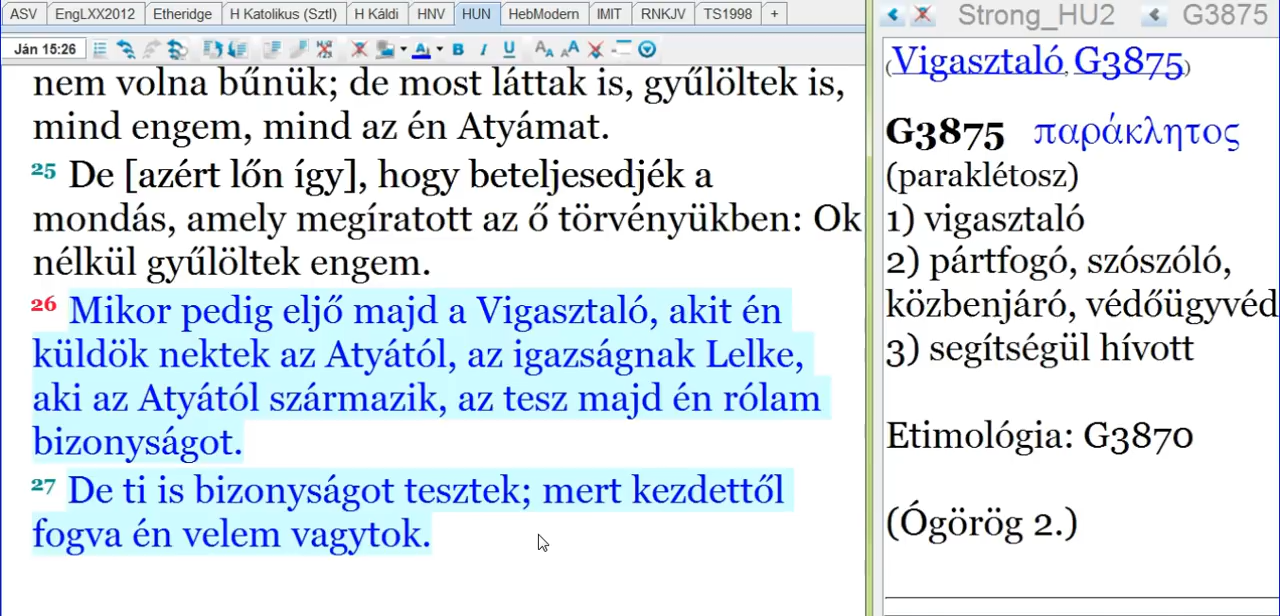 ASV EngLXX2012 Etheridge H Katolikus (Sztl) H Káldi HNV HUN HebModern IMIT RNKJV TS1998 +
Ján 15:26
nem volna bűnük; de most láttak is, gyűlöltek is,
mind engem, mind az én Atyámat.
25 De [azért lőn így], hogy beteljesedjék a
mondás, amely megíratott az ő törvényükben: Ok
nélkül gyűlöltek engem.
26 Mikor pedig eljő majd a Vigasztaló, akit én
küldök nektek az Atyától, az igazságnak Lelke,
aki az Atyától származik, az tesz majd én rólam
bizonyságot.
27 De ti is bizonyságot tesztek; mert kezdettől
fogva én velem vagytok.
Strong_HU2 G3875
(Vigasztaló, G3875)
G3875 παράκλητος
(paraklétosz)
1) vigasztaló
2) pártfogó, szószóló,
közbenjáró, védőügyvéd
3) segítségül hívott
Etimológia: G3870
(Ógörög 2.)